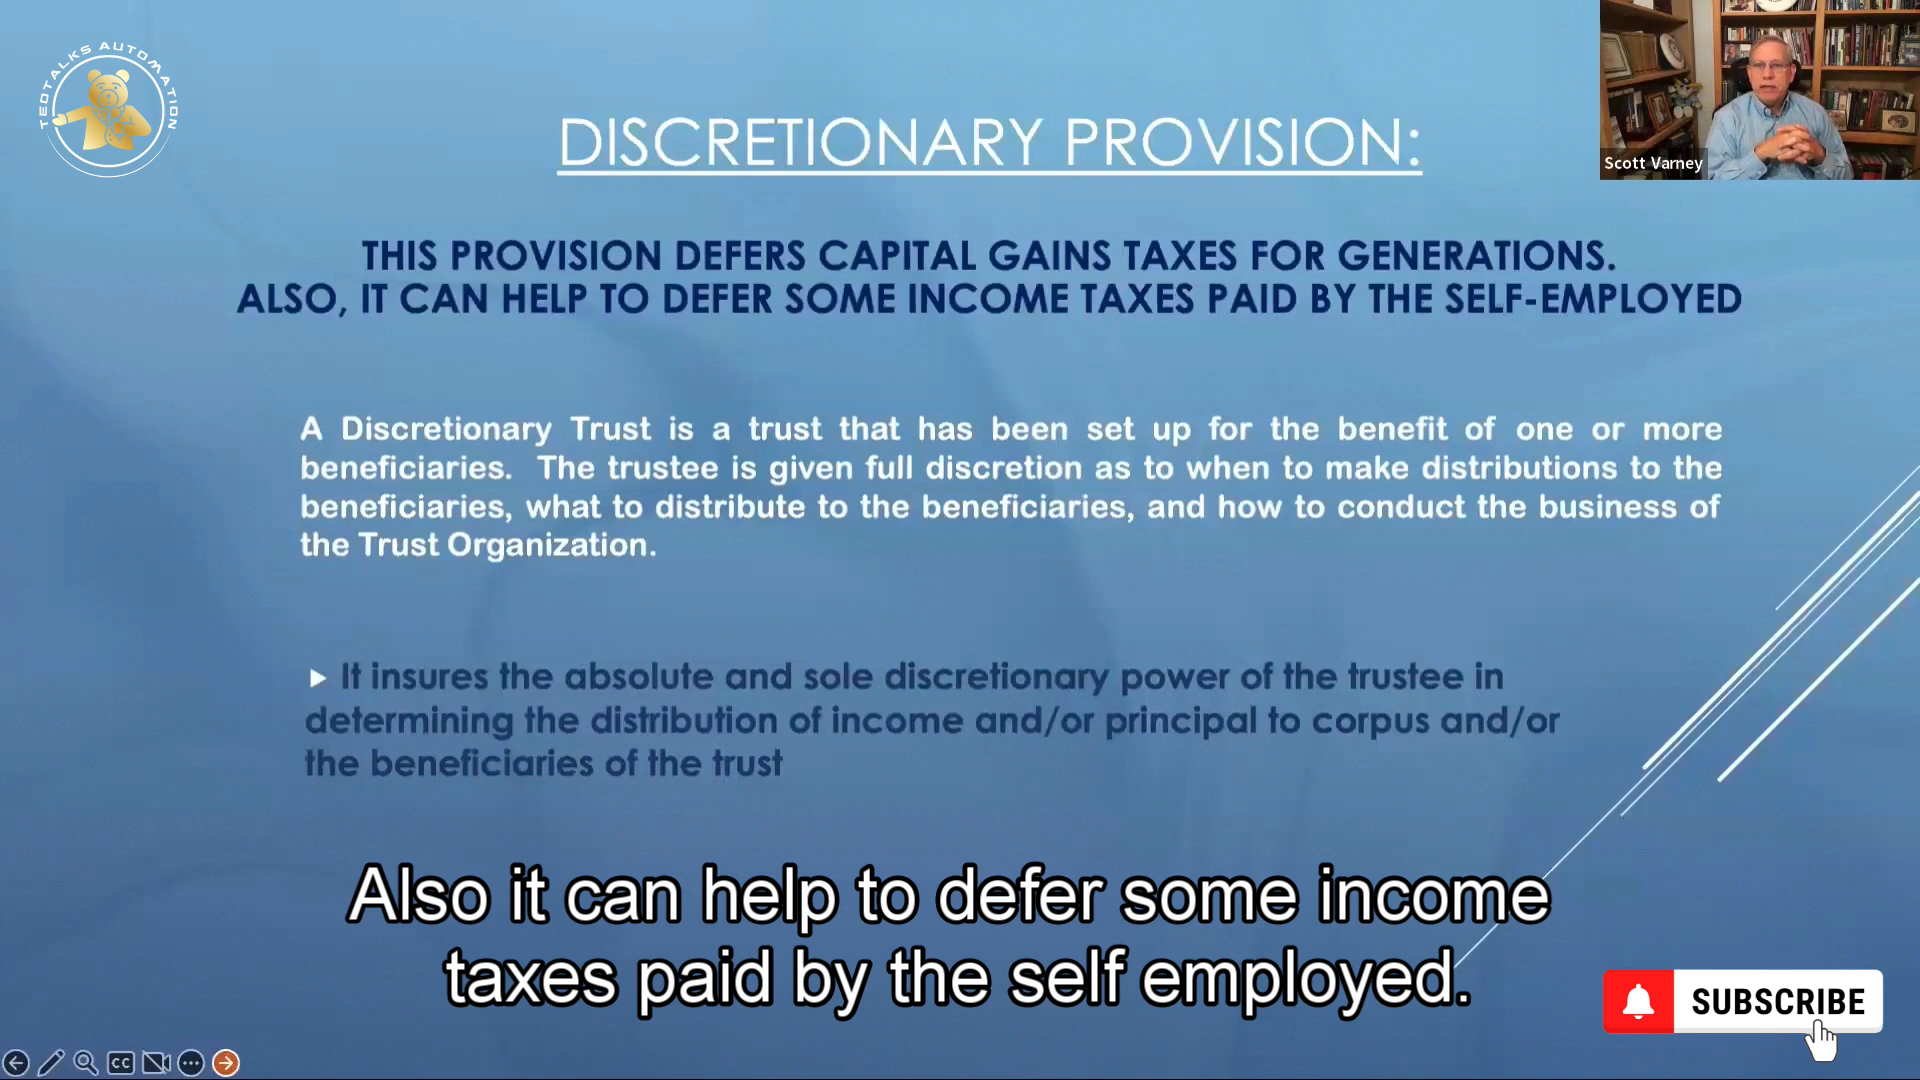 TEDTALKS AUTOMATION
Scott Varney
DISCRETIONARY PROVISION:
THIS PROVISION DEFERS CAPITAL GAINS TAXES FOR GENERATIONS.
ALSO, IT CAN HELP TO DEFER SOME INCOME TAXES PAID BY THE SELF-EMPLOYED
A Discretionary Trust is a trust that has been set up for the benefit of one or more
beneficiaries. The trustee is given full discretion as to when to make distributions to the
beneficiaries, what to distribute to the beneficiaries, and how to conduct the business of
the Trust Organization.
It insures the absolute and sole discretionary power of the trustee in
determining the distribution of income and/or principal to corpus and/or
the beneficiaries of the trust
Also it can help to defer some income
taxes paid by the self employed.
SUBSCRIBE
CC